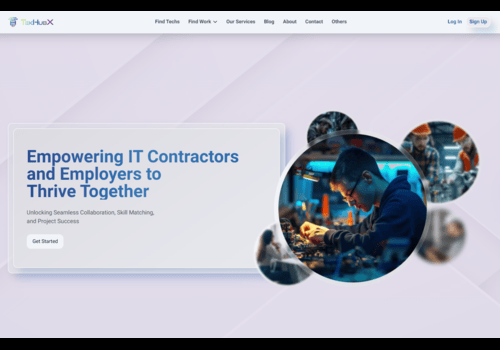 TekHubX
Find Techs Find Work Our Services Blog About Contact Others
Log In Sign Up
Empowering IT Contractors
and Employers to
Thrive Together
Unlocking Seamless Collaboration, Skill Matching,
and Project Success
Get Started